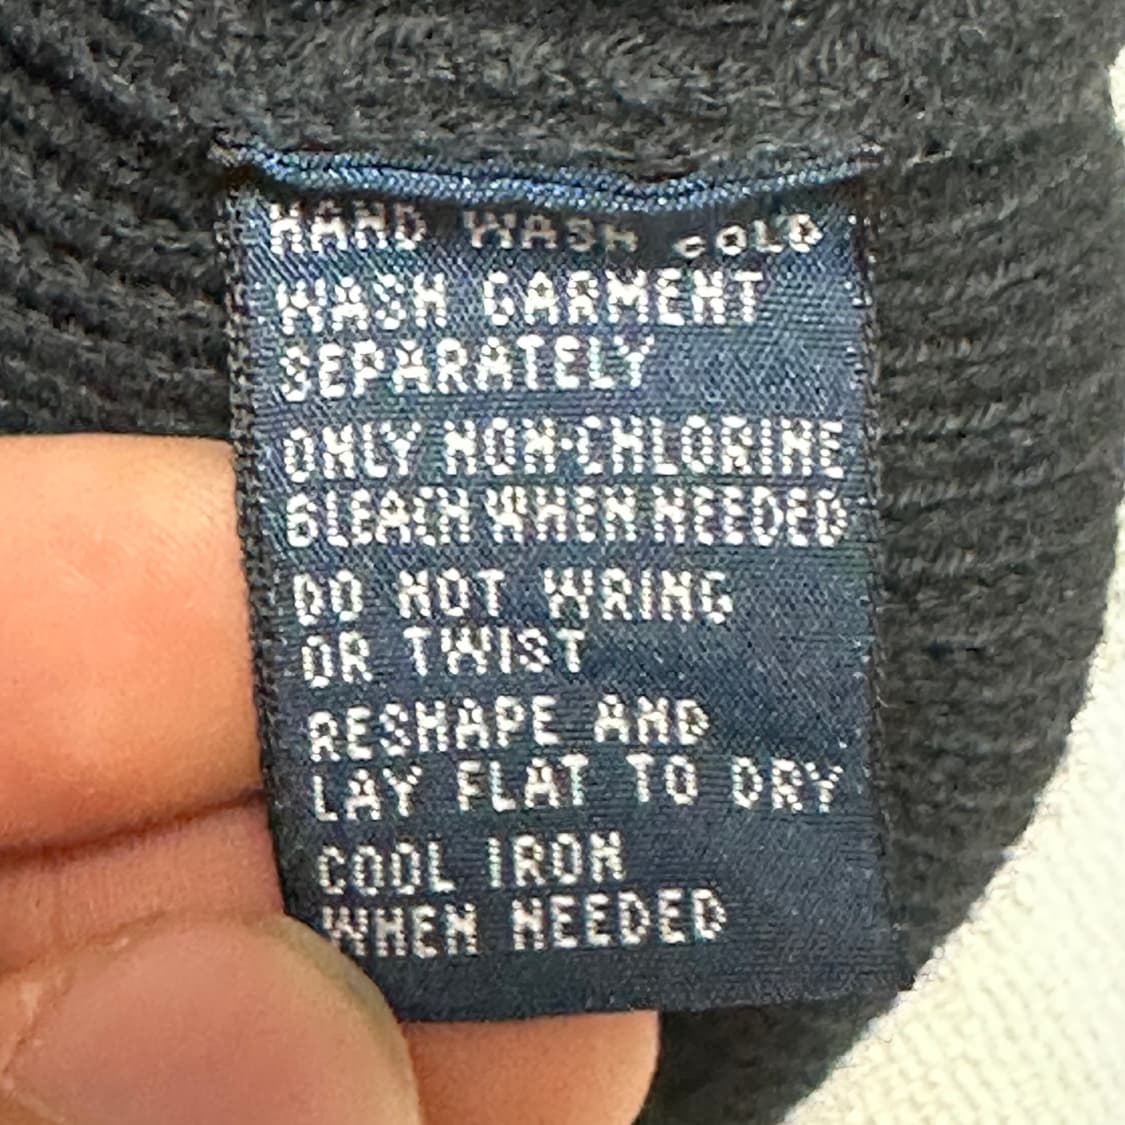 HAND WASH COLD
WASH GARMENT
SEPARATELY
ONLY NON-CHLORINE
BLEACH WHEN NEEDED
DO NOT WRING
OR TWIST
RESHAPE AND
LAY FLAT TO DRY
COOL IRON
WHEN NEEDED